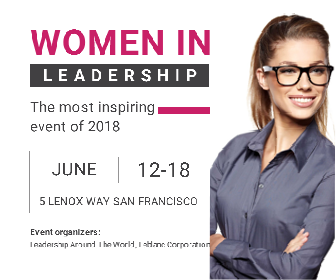 WOMEN IN
LEADERSHIP
The most inspiring
event of 2018
JUNE 12-18
5 LENOX WAY SAN FRANCISCO
Event organizers:
Leadership Around The World, Leblanc Corporation